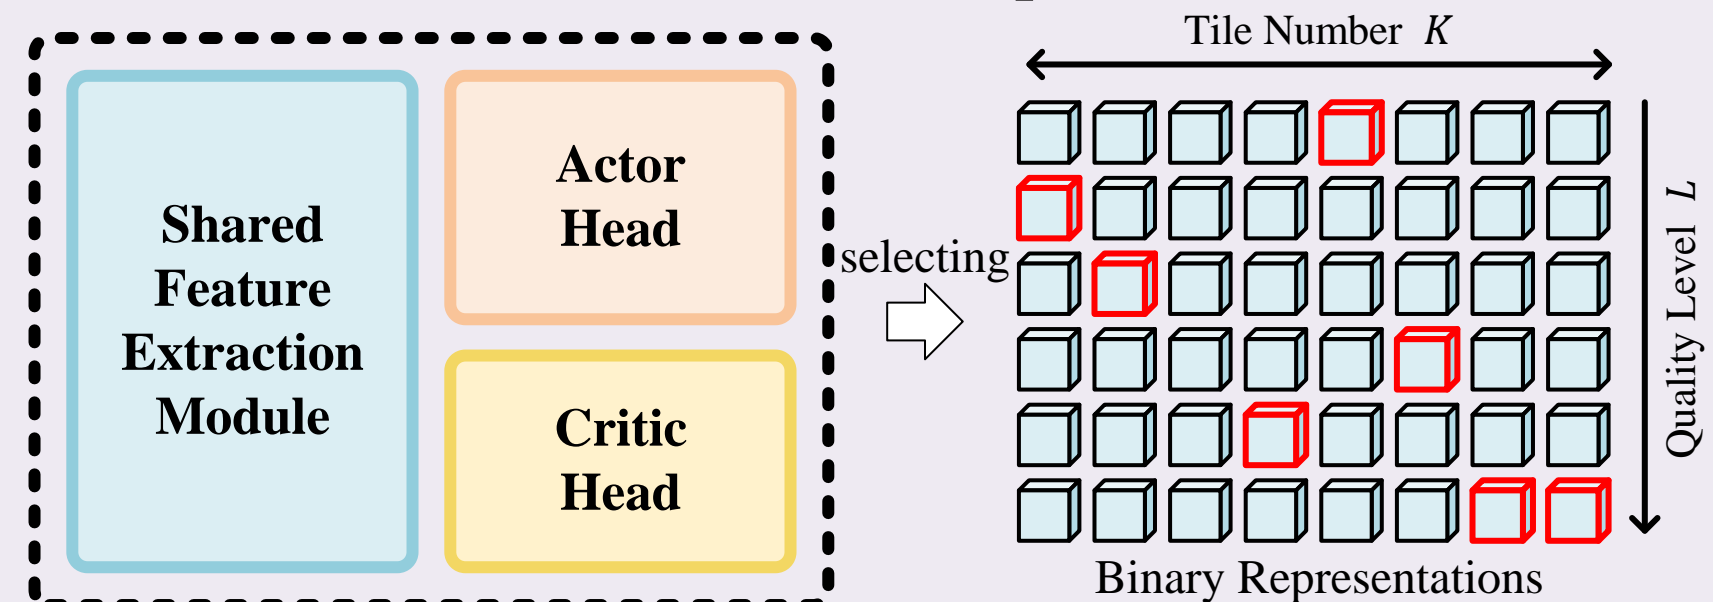 Shared
Feature
Extraction
Module
Actor
Head
Critic
Head
selecting
Tile Number K
Quality Level L
Binary Representations